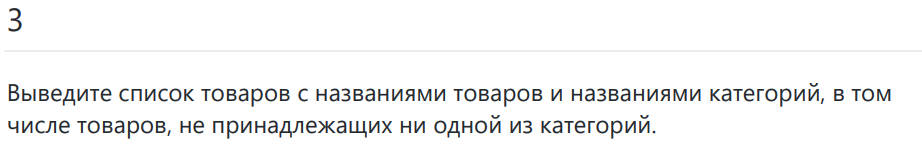 3
Выведите список товаров с названиями товаров и названиями категорий, в том
числе товаров, не принадлежащих ни одной из категорий.